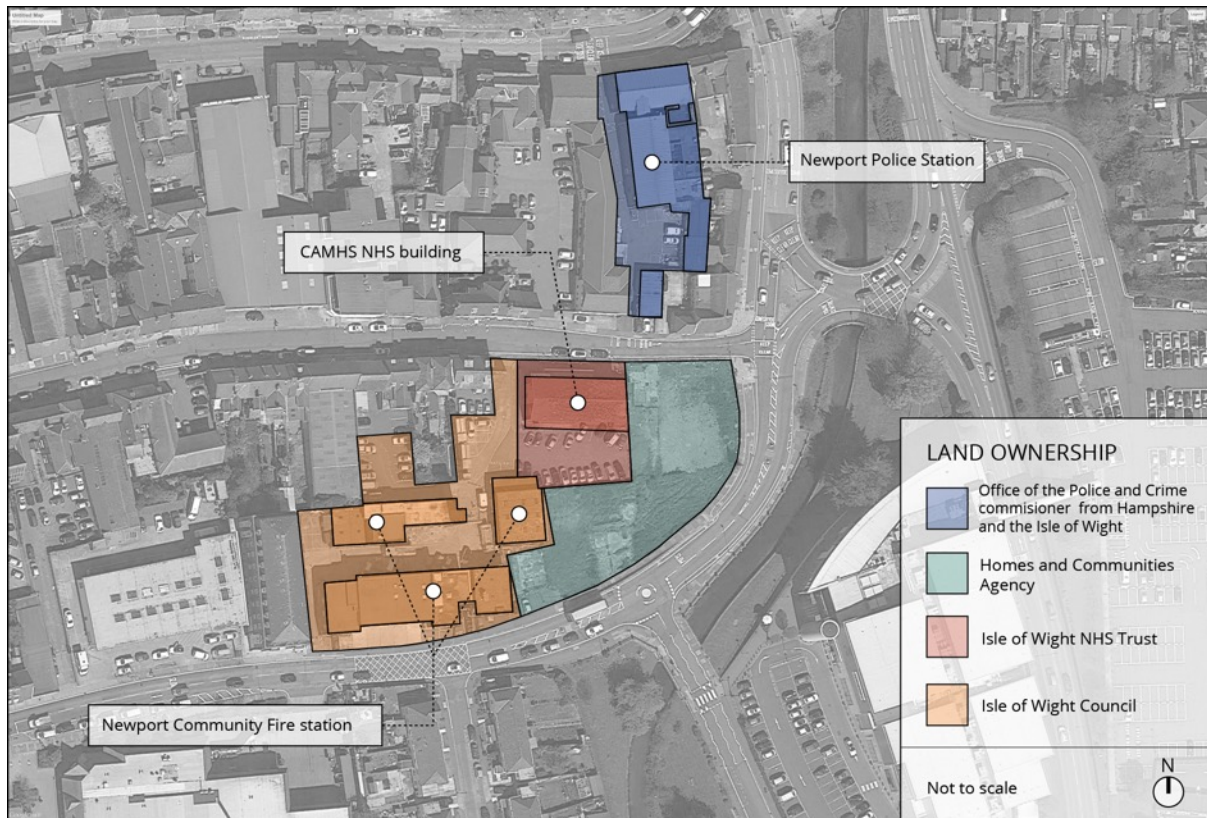 Untitled Map
Newport Police Station
CAMHS NHS building
Newport Community Fire station
LAND OWNERSHIP
Office of the Police and Crime
commisioner from Hampshire
and the Isle of Wight
Homes and Communities
Agency
Isle of Wight NHS Trust
Isle of Wight Council
Not to scale
N